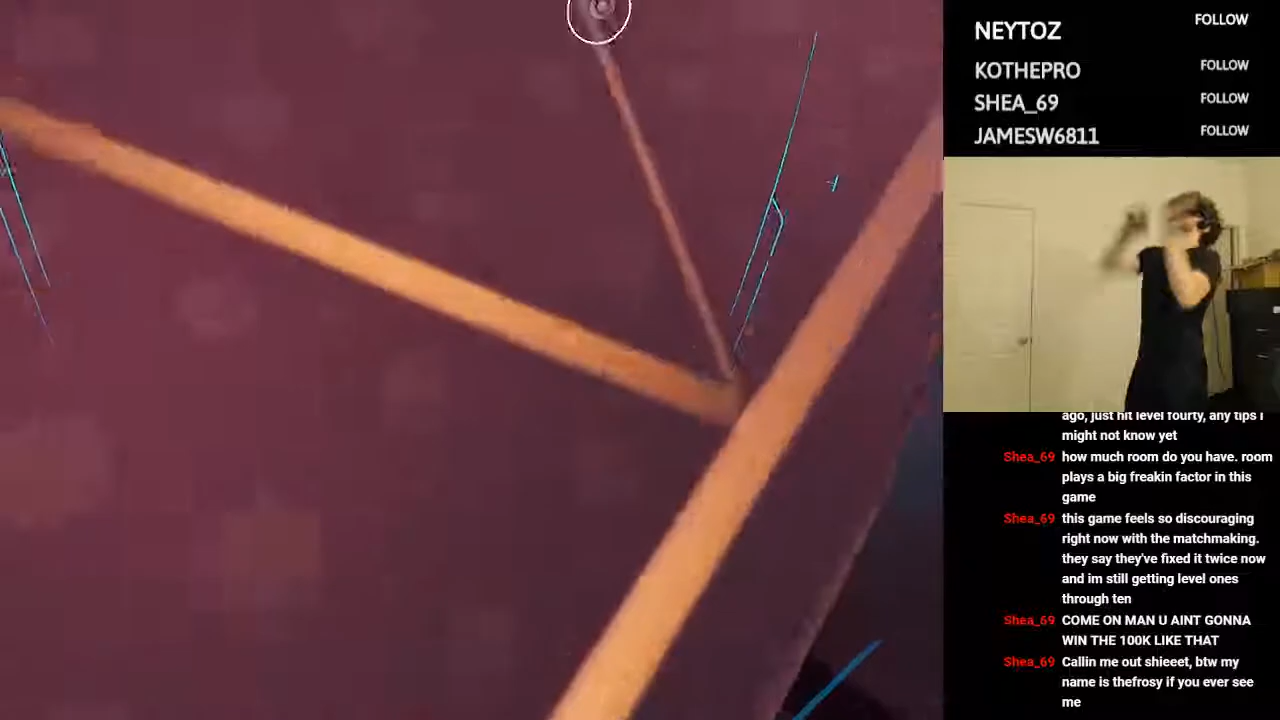 NEYTOZ FOLLOW
KOTHEPRO FOLLOW
SHEA_69 FOLLOW
JAMESW6811 FOLLOW
ago, just hit level fourty, any tips I
might not know yet
Shea_69 how much room do you have. room
plays a big freakin factor in this
game
Shea_69 this game feels so discouraging
right now with the matchmaking.
they say they've fixed it twice now
and im still getting level ones
through ten
Shea_69 COME ON MAN U AINT GONNA
WIN THE 100K LIKE THAT
Shea_69 Callin me out shieeet, btw my
name is thefrosy if you ever see
me